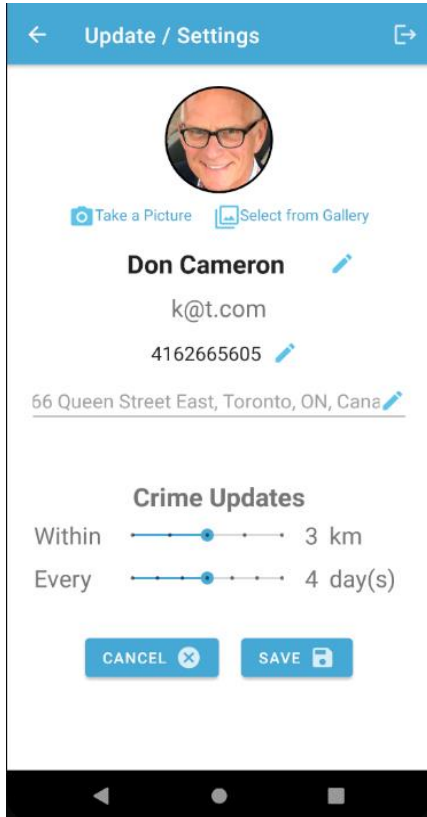 Update / Settings
Take a Picture Select from Gallery
Don Cameron
k@t.com
4162665605
66 Queen Street East, Toronto, ON, Cana
Crime Updates
Within 3 km
Every 4 day(s)
CANCEL SAVE